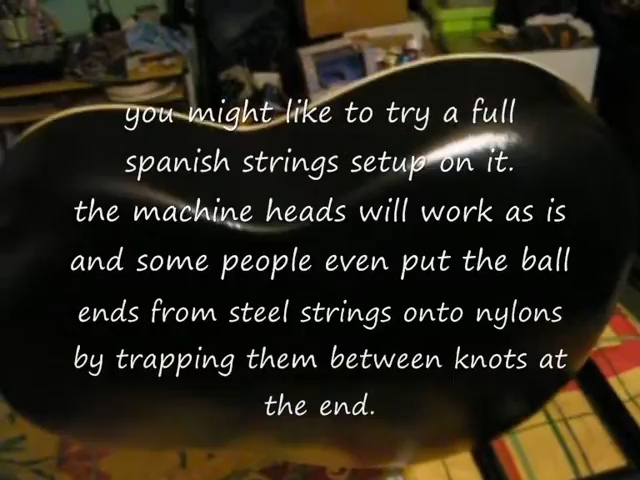 you might like to try a full
spanish strings setup on it.
the machine heads will work as is
and some people even put the ball
ends from steel strings onto nylons
by trapping them between knots at
the end.